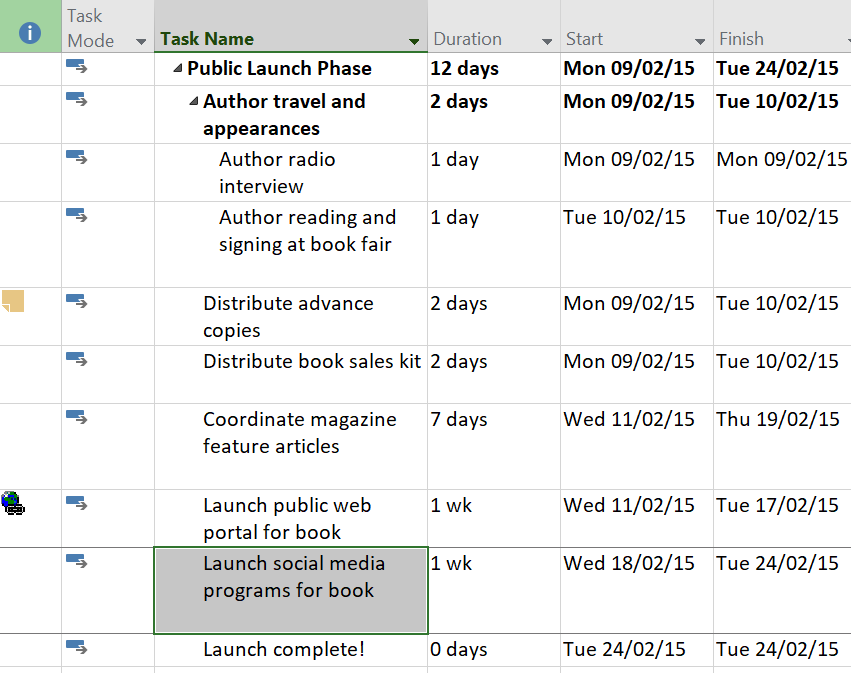 i Task Mode Task Name Duration Start Finish
Public Launch Phase 12 days Mon 09/02/15 Tue 24/02/15
Author travel and appearances 2 days Mon 09/02/15 Tue 10/02/15
Author radio interview 1 day Mon 09/02/15 Mon 09/02/15
Author reading and signing at book fair 1 day Tue 10/02/15 Tue 10/02/15
Distribute advance copies 2 days Mon 09/02/15 Tue 10/02/15
Distribute book sales kit 2 days Mon 09/02/15 Tue 10/02/15
Coordinate magazine feature articles 7 days Wed 11/02/15 Thu 19/02/15
Launch public web portal for book 1 wk Wed 11/02/15 Tue 17/02/15
Launch social media programs for book 1 wk Wed 18/02/15 Tue 24/02/15
Launch complete! 0 days Tue 24/02/15 Tue 24/02/15